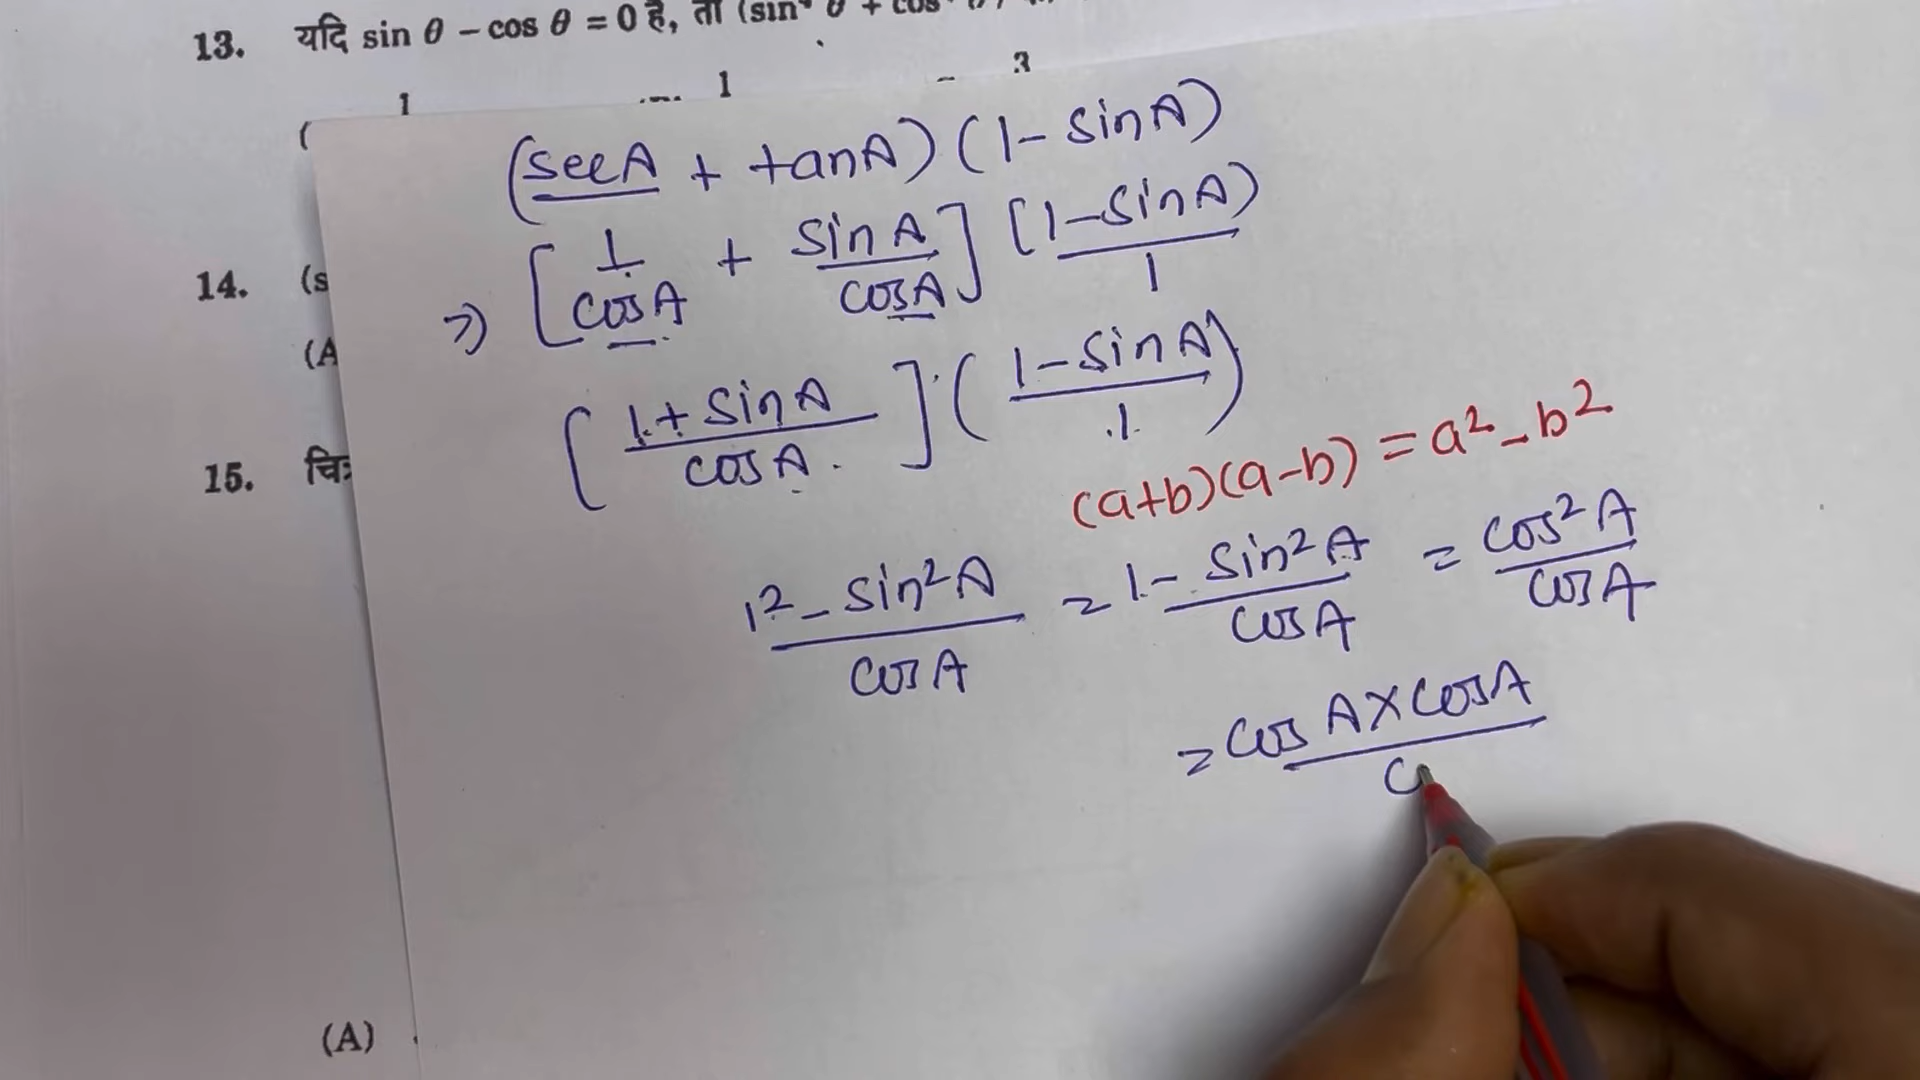 13. यदि sin θ – cos θ = 0 है, तो (sin⁴ θ + cos
1 1 3
(secA + tanA) (1 - sinA)
14. (s
⇒ [1/cosA + sinA/cosA] [(1 - sinA)/1]
(A
[(1 + sinA)/cosA] ((1 - sinA)/1)
(a+b)(a-b) = a² - b²
15. चित्र
(1² - sin²A)/cosA = (1 - sin²A)/cosA = cos²A/cosA
= cosA × cosA / c
(A)